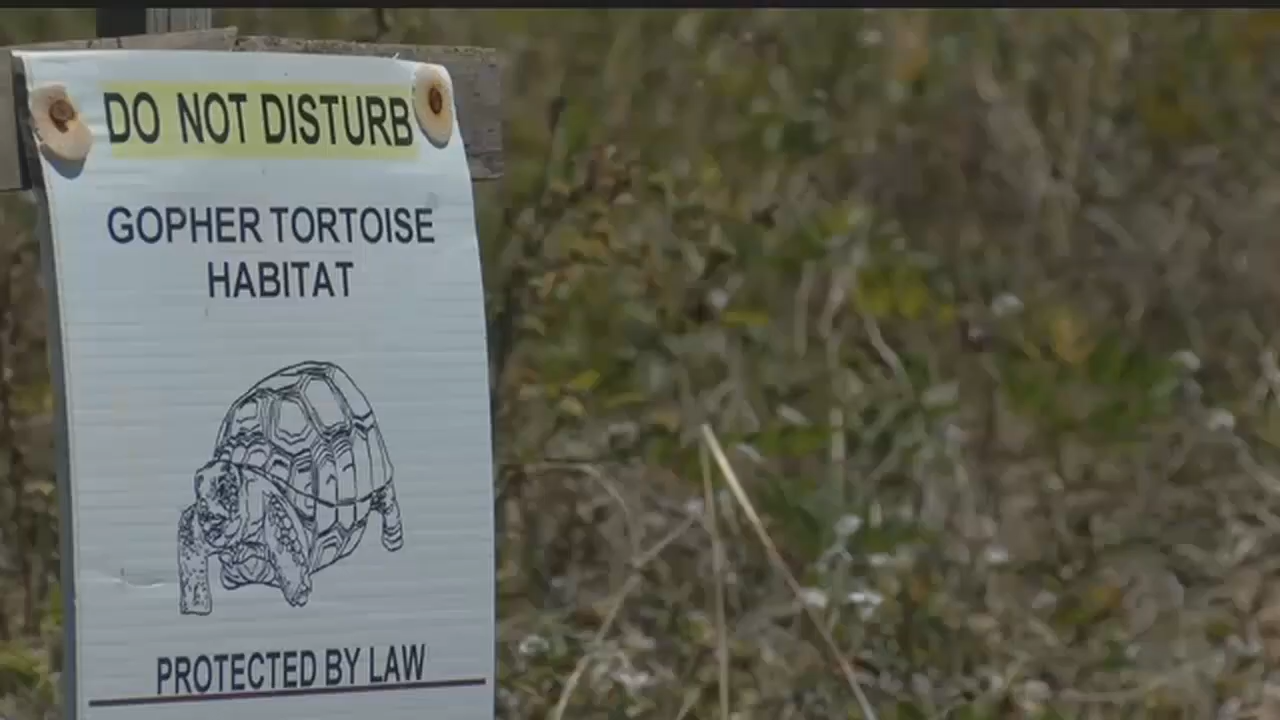 DO NOT DISTURB
GOPHER TORTOISE
HABITAT
PROTECTED BY LAW